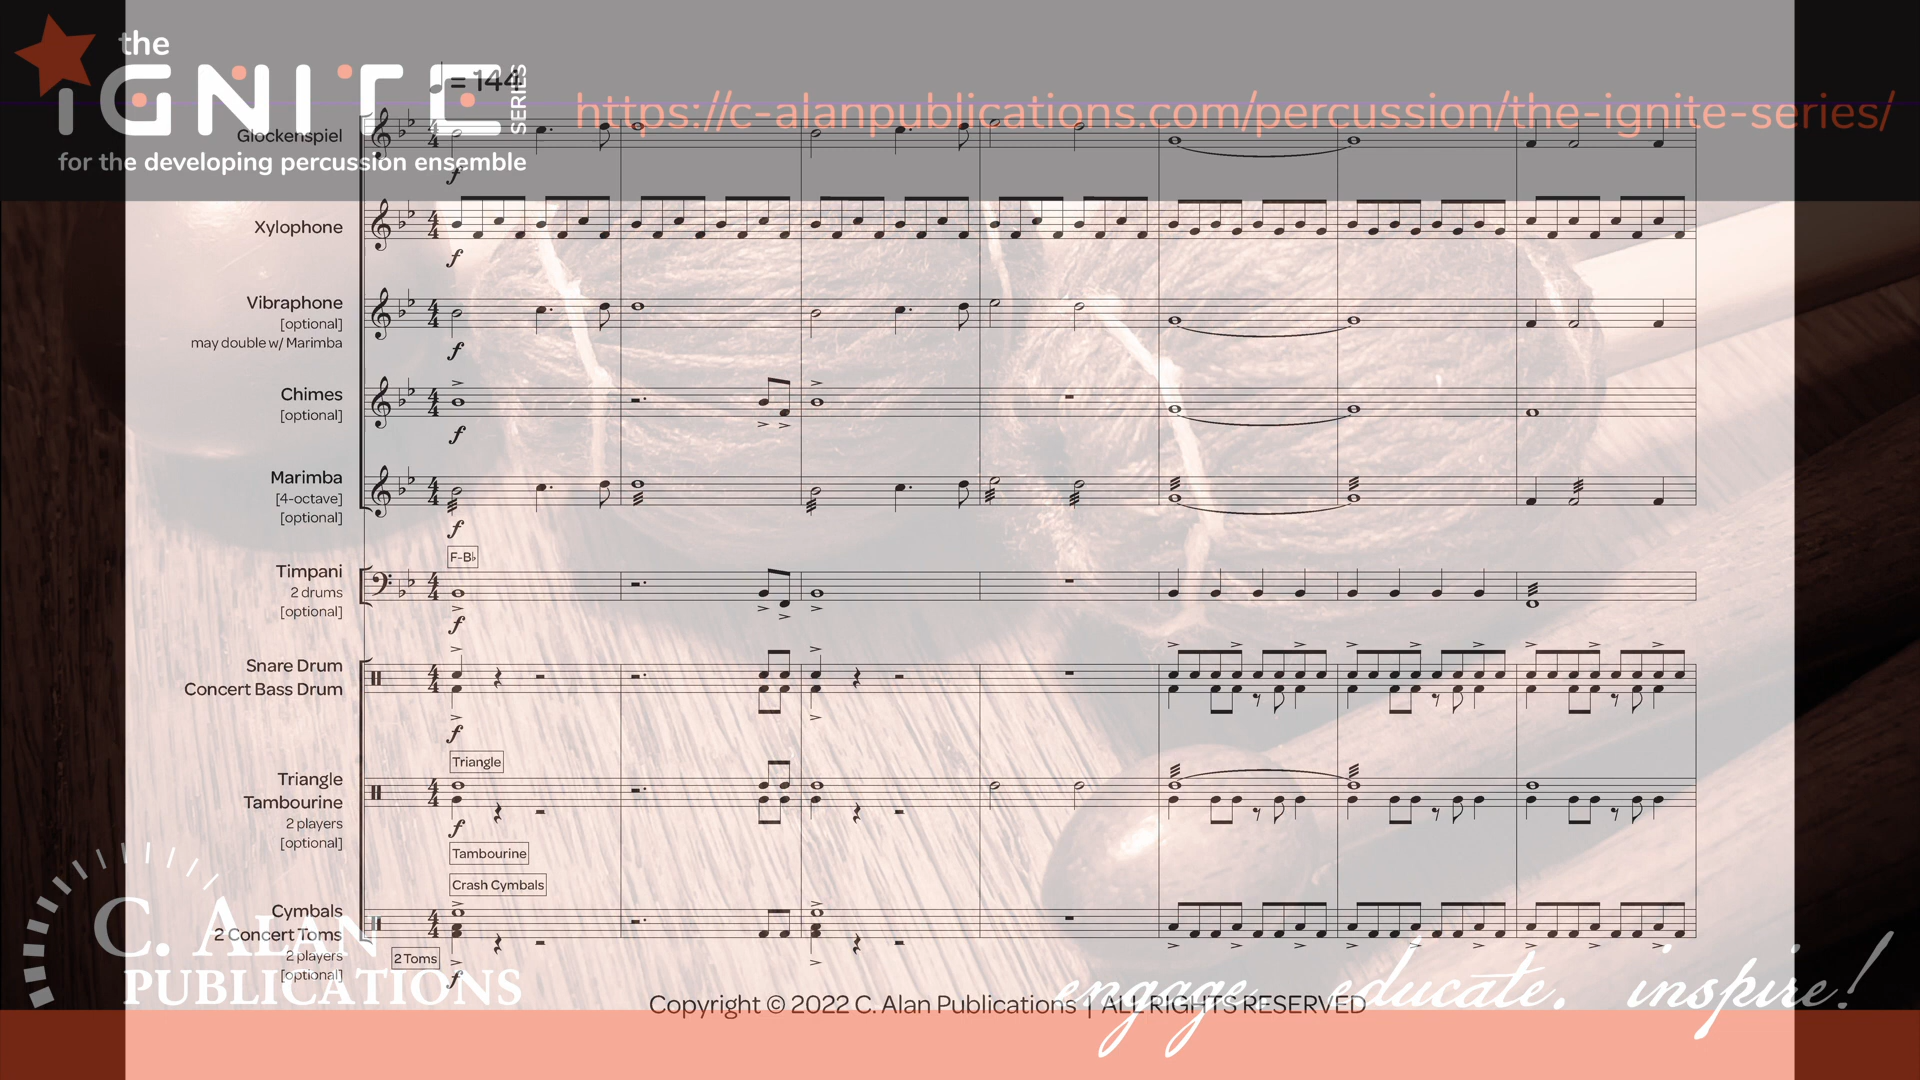 the
iGNITE SERIES
for the developing percussion ensemble
https://c-alanpublications.com/percussion/the-ignite-series/
= 144
Glockenspiel
f
Xylophone
f
Vibraphone
[optional]
may double w/ Marimba
f
Chimes
[optional]
f
Marimba
[4-octave]
[optional]
f
F-B♭
Timpani
2 drums
[optional]
f
Snare Drum
Concert Bass Drum
f
Triangle
Triangle
Tambourine
2 players
[optional]
f
Tambourine
Crash Cymbals
Cymbals
2 Concert Toms
2 players
[optional]
2 Toms
f
C. ALAN
PUBLICATIONS
engage. educate. inspire!
Copyright © 2022 C. Alan Publications | ALL RIGHTS RESERVED